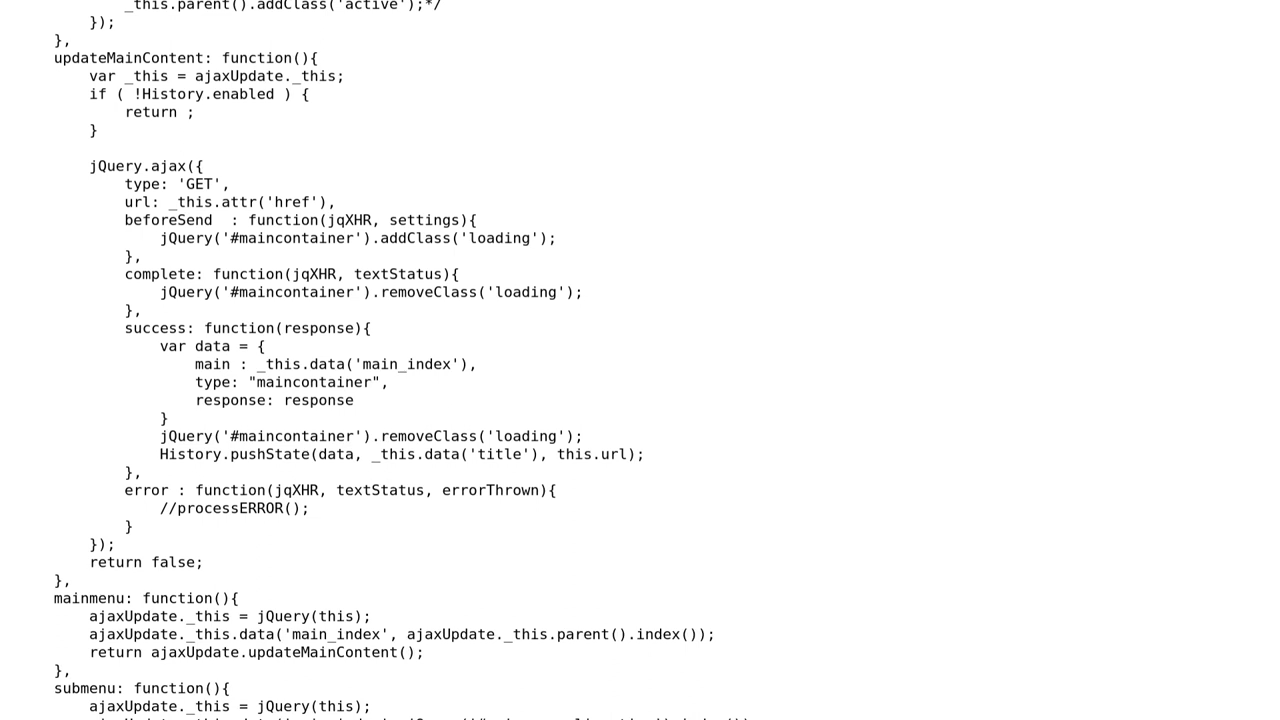 _this.parent().addClass('active');*/
});
},
updateMainContent: function(){
var _this = ajaxUpdate._this;
if ( !History.enabled ) {
return ;
}
jQuery.ajax({
type: 'GET',
url: _this.attr('href'),
beforeSend  : function(jqXHR, settings){
jQuery('#maincontainer').addClass('loading');
},
complete: function(jqXHR, textStatus){
jQuery('#maincontainer').removeClass('loading');
},
success: function(response){
var data = {
main : _this.data('main_index'),
type: "maincontainer",
response: response
}
jQuery('#maincontainer').removeClass('loading');
History.pushState(data, _this.data('title'), this.url);
},
error : function(jqXHR, textStatus, errorThrown){
//processERROR();
}
});
return false;
},
mainmenu: function(){
ajaxUpdate._this = jQuery(this);
ajaxUpdate._this.data('main_index', ajaxUpdate._this.parent().index());
return ajaxUpdate.updateMainContent();
},
submenu: function(){
ajaxUpdate._this = jQuery(this);